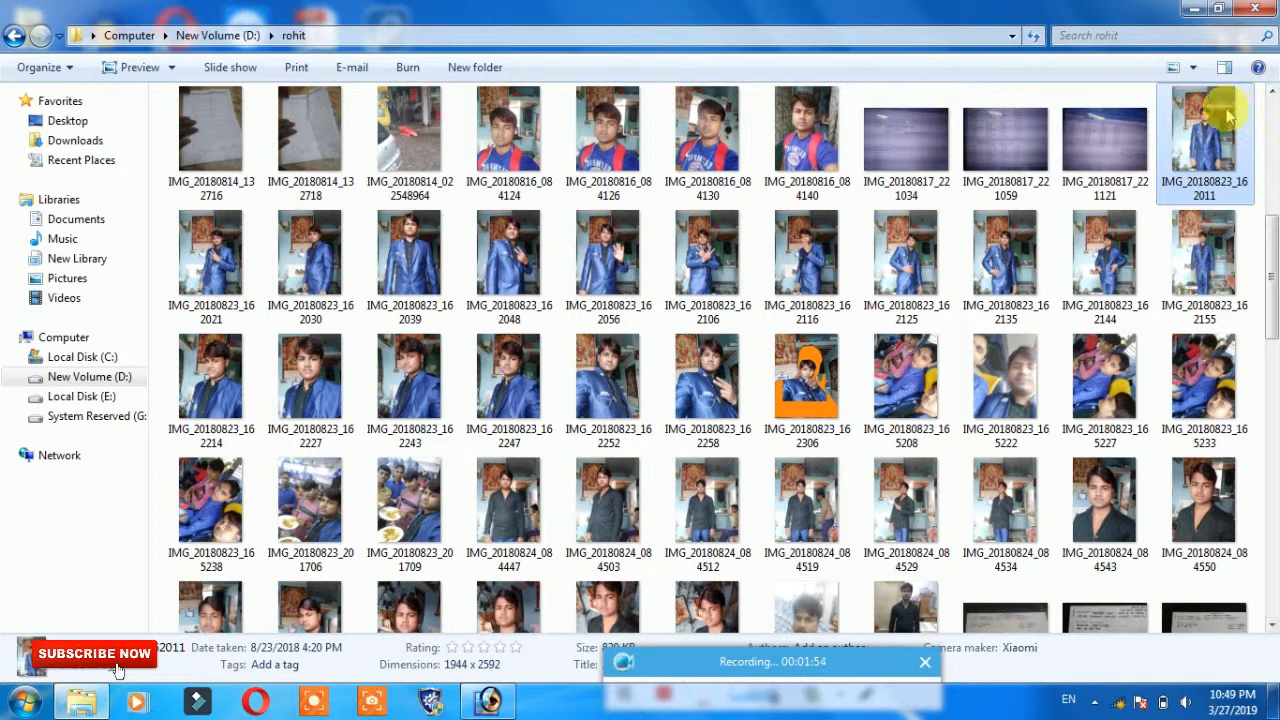 Computer ▸ New Volume (D:) ▸ rohit
Search rohit
Organize Preview Slide show Print E-mail Burn New folder
Favorites
Desktop
Downloads
Recent Places
Libraries
Documents
Music
New Library
Pictures
Videos
Computer
Local Disk (C:)
New Volume (D:)
Local Disk (E:)
System Reserved (G:
Network
IMG_20180814_13 IMG_20180814_13 IMG_20180814_02 IMG_20180816_08 IMG_20180816_08 IMG_20180816_08 IMG_20180816_08 IMG_20180817_22 IMG_20180817_22 IMG_20180817_22 IMG_20180823_16
2716 2718 2548964 4124 4126 4130 4140 1034 1059 1121 2011
IMG_20180823_16 IMG_20180823_16 IMG_20180823_16 IMG_20180823_16 IMG_20180823_16 IMG_20180823_16 IMG_20180823_16 IMG_20180823_16 IMG_20180823_16 IMG_20180823_16 IMG_20180823_16
2021 2030 2039 2048 2056 2106 2116 2125 2135 2144 2155
IMG_20180823_16 IMG_20180823_16 IMG_20180823_16 IMG_20180823_16 IMG_20180823_16 IMG_20180823_16 IMG_20180823_16 IMG_20180823_16 IMG_20180823_16 IMG_20180823_16 IMG_20180823_16
2214 2227 2243 2247 2252 2258 2306 5208 5222 5227 5233
IMG_20180823_16 IMG_20180823_20 IMG_20180823_20 IMG_20180824_08 IMG_20180824_08 IMG_20180824_08 IMG_20180824_08 IMG_20180824_08 IMG_20180824_08 IMG_20180824_08 IMG_20180824_08
5238 1706 1709 4447 4503 4512 4519 4529 4534 4543 4550
2011 Date taken: 8/23/2018 4:20 PM Rating: Size: Camera maker: Xiaomi
Tags: Add a tag Dimensions: 1944 x 2592 Title:
SUBSCRIBE NOW
Recording... 00:01:54
EN
10:49 PM
3/27/2019